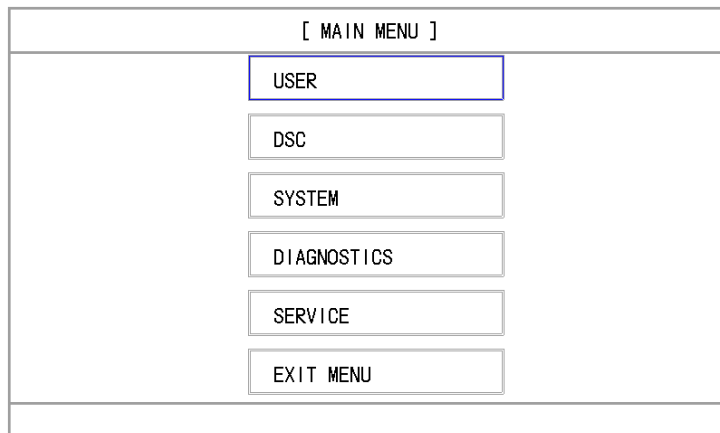 [ MAIN MENU ]
USER
DSC
SYSTEM
DIAGNOSTICS
SERVICE
EXIT MENU